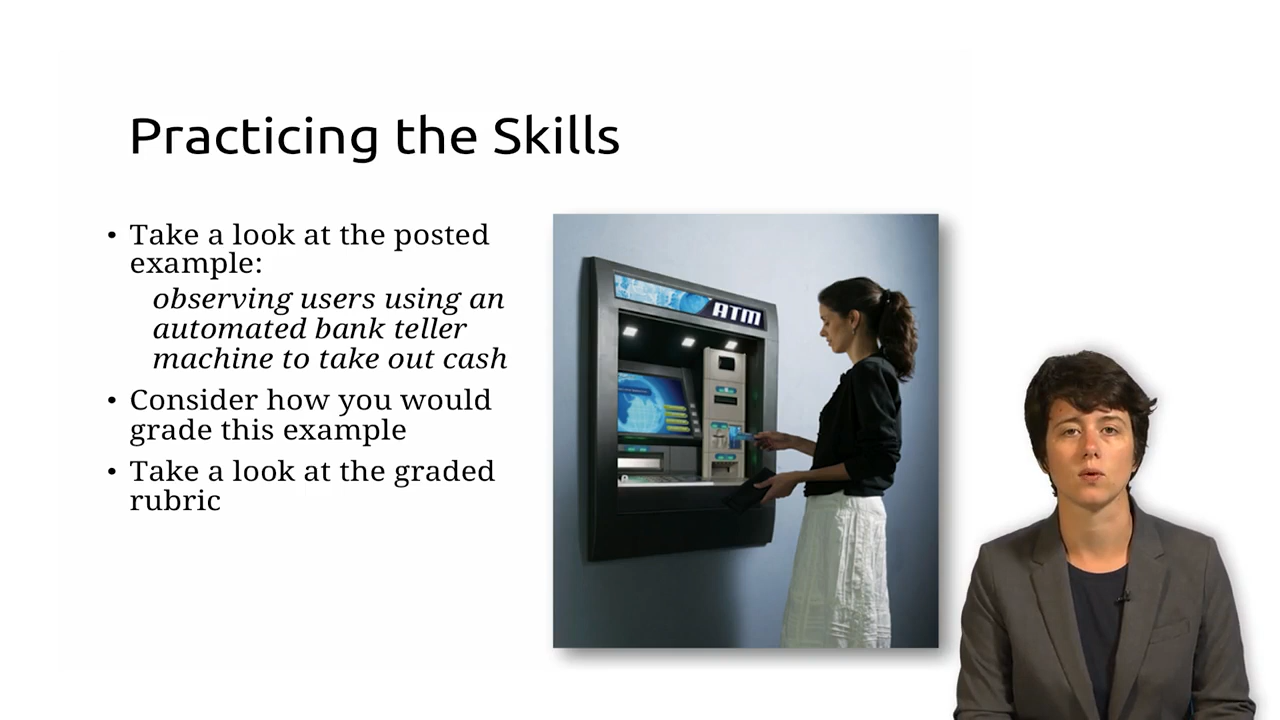 Practicing the Skills
• Take a look at the posted
example:
observing users using an
automated bank teller
machine to take out cash
• Consider how you would
grade this example
• Take a look at the graded
rubric
ATM